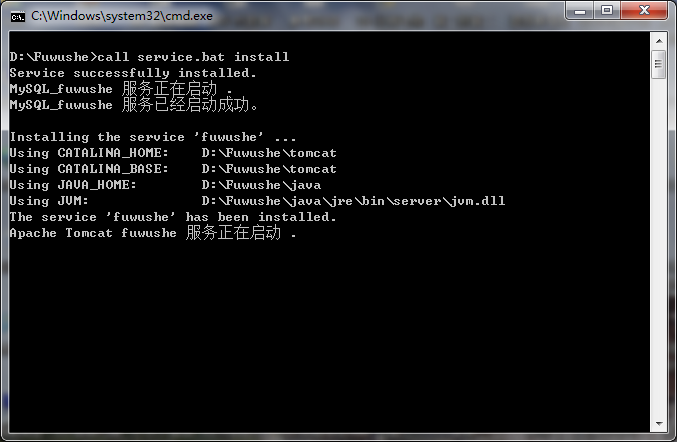 C:\Windows\system32\cmd.exe
D:\Fuwushe>call service.bat install
Service successfully installed.
MySQL_fuwushe 服务正在启动 .
MySQL_fuwushe 服务已经启动成功。
Installing the service 'fuwushe' ...
Using CATALINA_HOME:    D:\Fuwushe\tomcat
Using CATALINA_BASE:    D:\Fuwushe\tomcat
Using JAVA_HOME:        D:\Fuwushe\java
Using JVM:              D:\Fuwushe\java\jre\bin\server\jvm.dll
The service 'fuwushe' has been installed.
Apache Tomcat fuwushe 服务正在启动 .